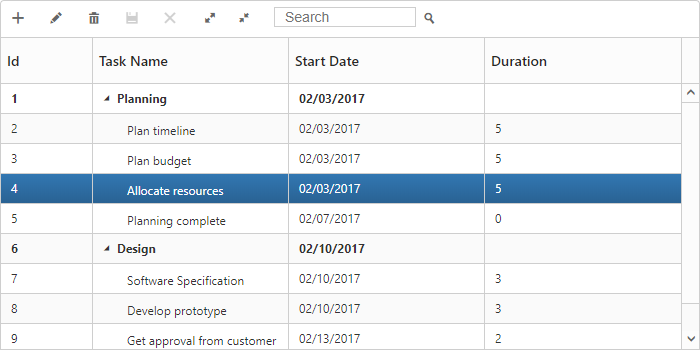 Search
Id Task Name Start Date Duration
1 Planning 02/03/2017
2 Plan timeline 02/03/2017 5
3 Plan budget 02/03/2017 5
4 Allocate resources 02/03/2017 5
5 Planning complete 02/07/2017 0
6 Design 02/10/2017
7 Software Specification 02/10/2017 3
8 Develop prototype 02/10/2017 3
9 Get approval from customer 02/13/2017 2